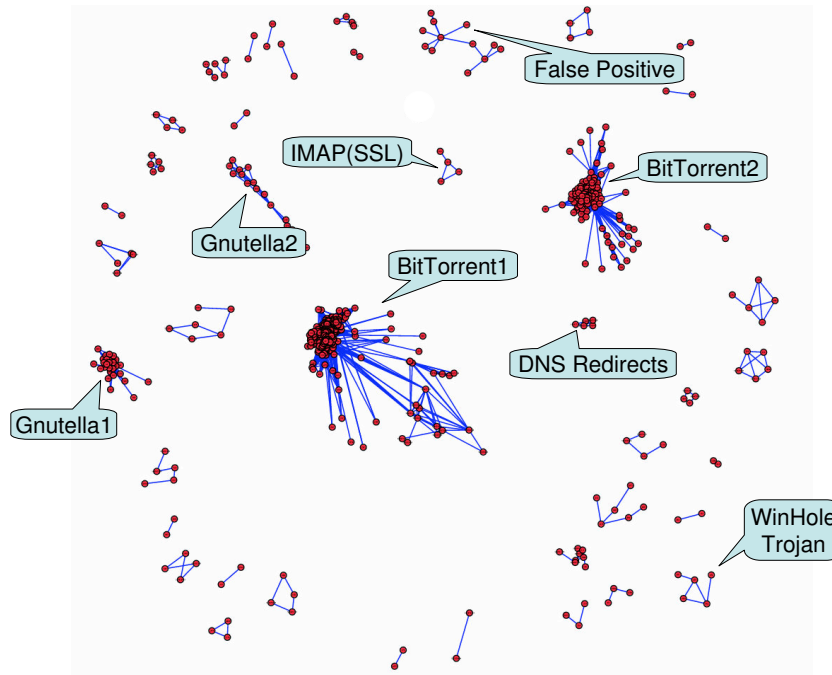 False Positive
IMAP(SSL)
BitTorrent2
Gnutella2
BitTorrent1
DNS Redirects
Gnutella1
WinHole
Trojan